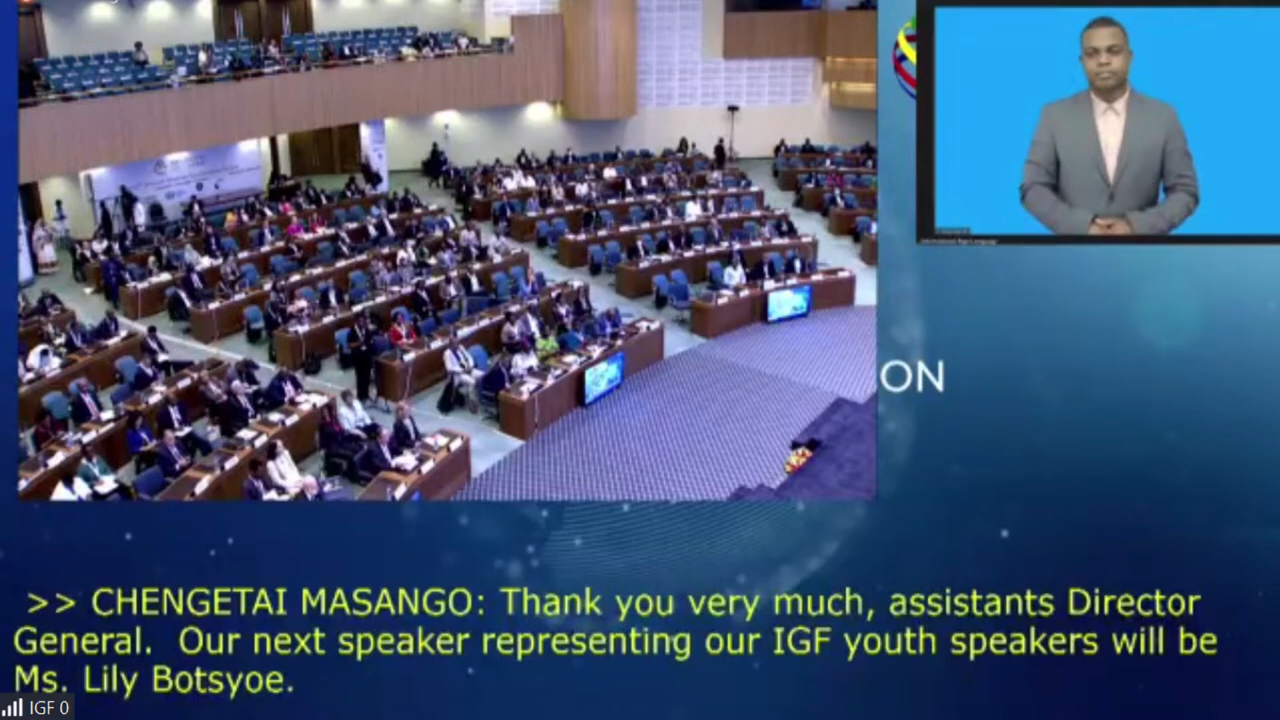 ON
>> CHENGETAI MASANGO: Thank you very much, assistants Director
General.  Our next speaker representing our IGF youth speakers will be
Ms. Lily Botsyoe.
IGF 0